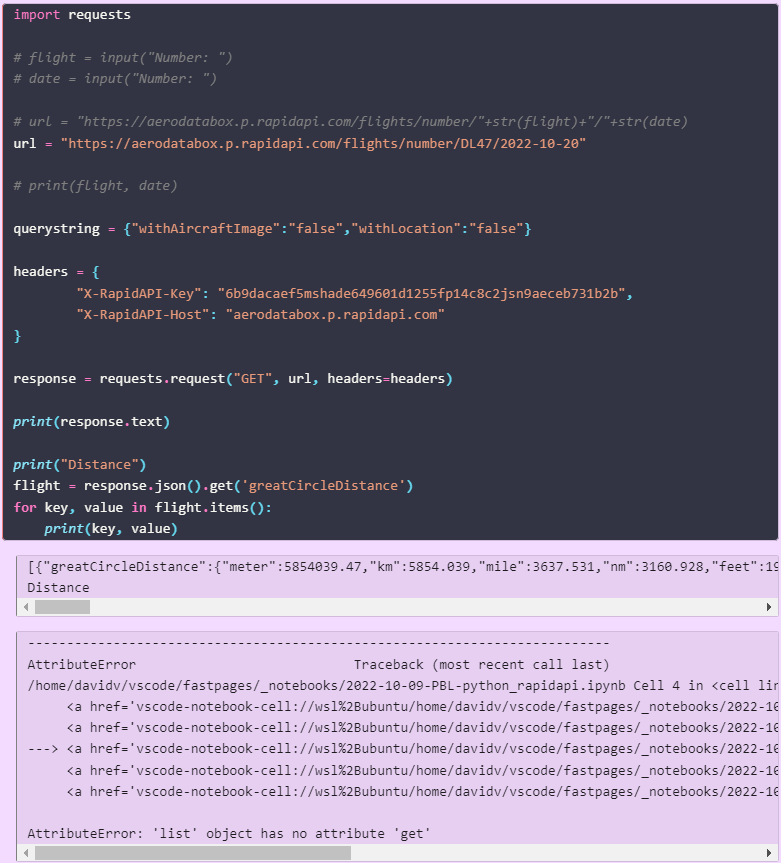 import requests
# flight = input("Number: ")
# date = input("Number: ")
# url = "https://aerodatabox.p.rapidapi.com/flights/number/"+str(flight)+"/"+str(date)
url = "https://aerodatabox.p.rapidapi.com/flights/number/DL47/2022-10-20"
# print(flight, date)
querystring = {"withAircraftImage":"false","withLocation":"false"}
headers = {
        "X-RapidAPI-Key": "6b9dacaef5mshade649601d1255fp14c8c2jsn9aeceb731b2b",
        "X-RapidAPI-Host": "aerodatabox.p.rapidapi.com"
}
response = requests.request("GET", url, headers=headers)
print(response.text)
print("Distance")
flight = response.json().get('greatCircleDistance')
for key, value in flight.items():
    print(key, value)
[{"greatCircleDistance":{"meter":5854039.47,"km":5854.039,"mile":3637.531,"nm":3160.928,"feet":19
Distance
---------------------------------------------------------------------------
AttributeError                            Traceback (most recent call last)
/home/davidv/vscode/fastpages/_notebooks/2022-10-09-PBL-python_rapidapi.ipynb Cell 4 in <cell lin
     <a href='vscode-notebook-cell://wsl%2Bubuntu/home/davidv/vscode/fastpages/_notebooks/2022-10
     <a href='vscode-notebook-cell://wsl%2Bubuntu/home/davidv/vscode/fastpages/_notebooks/2022-10
---> <a href='vscode-notebook-cell://wsl%2Bubuntu/home/davidv/vscode/fastpages/_notebooks/2022-10
     <a href='vscode-notebook-cell://wsl%2Bubuntu/home/davidv/vscode/fastpages/_notebooks/2022-10
     <a href='vscode-notebook-cell://wsl%2Bubuntu/home/davidv/vscode/fastpages/_notebooks/2022-10
AttributeError: 'list' object has no attribute 'get'